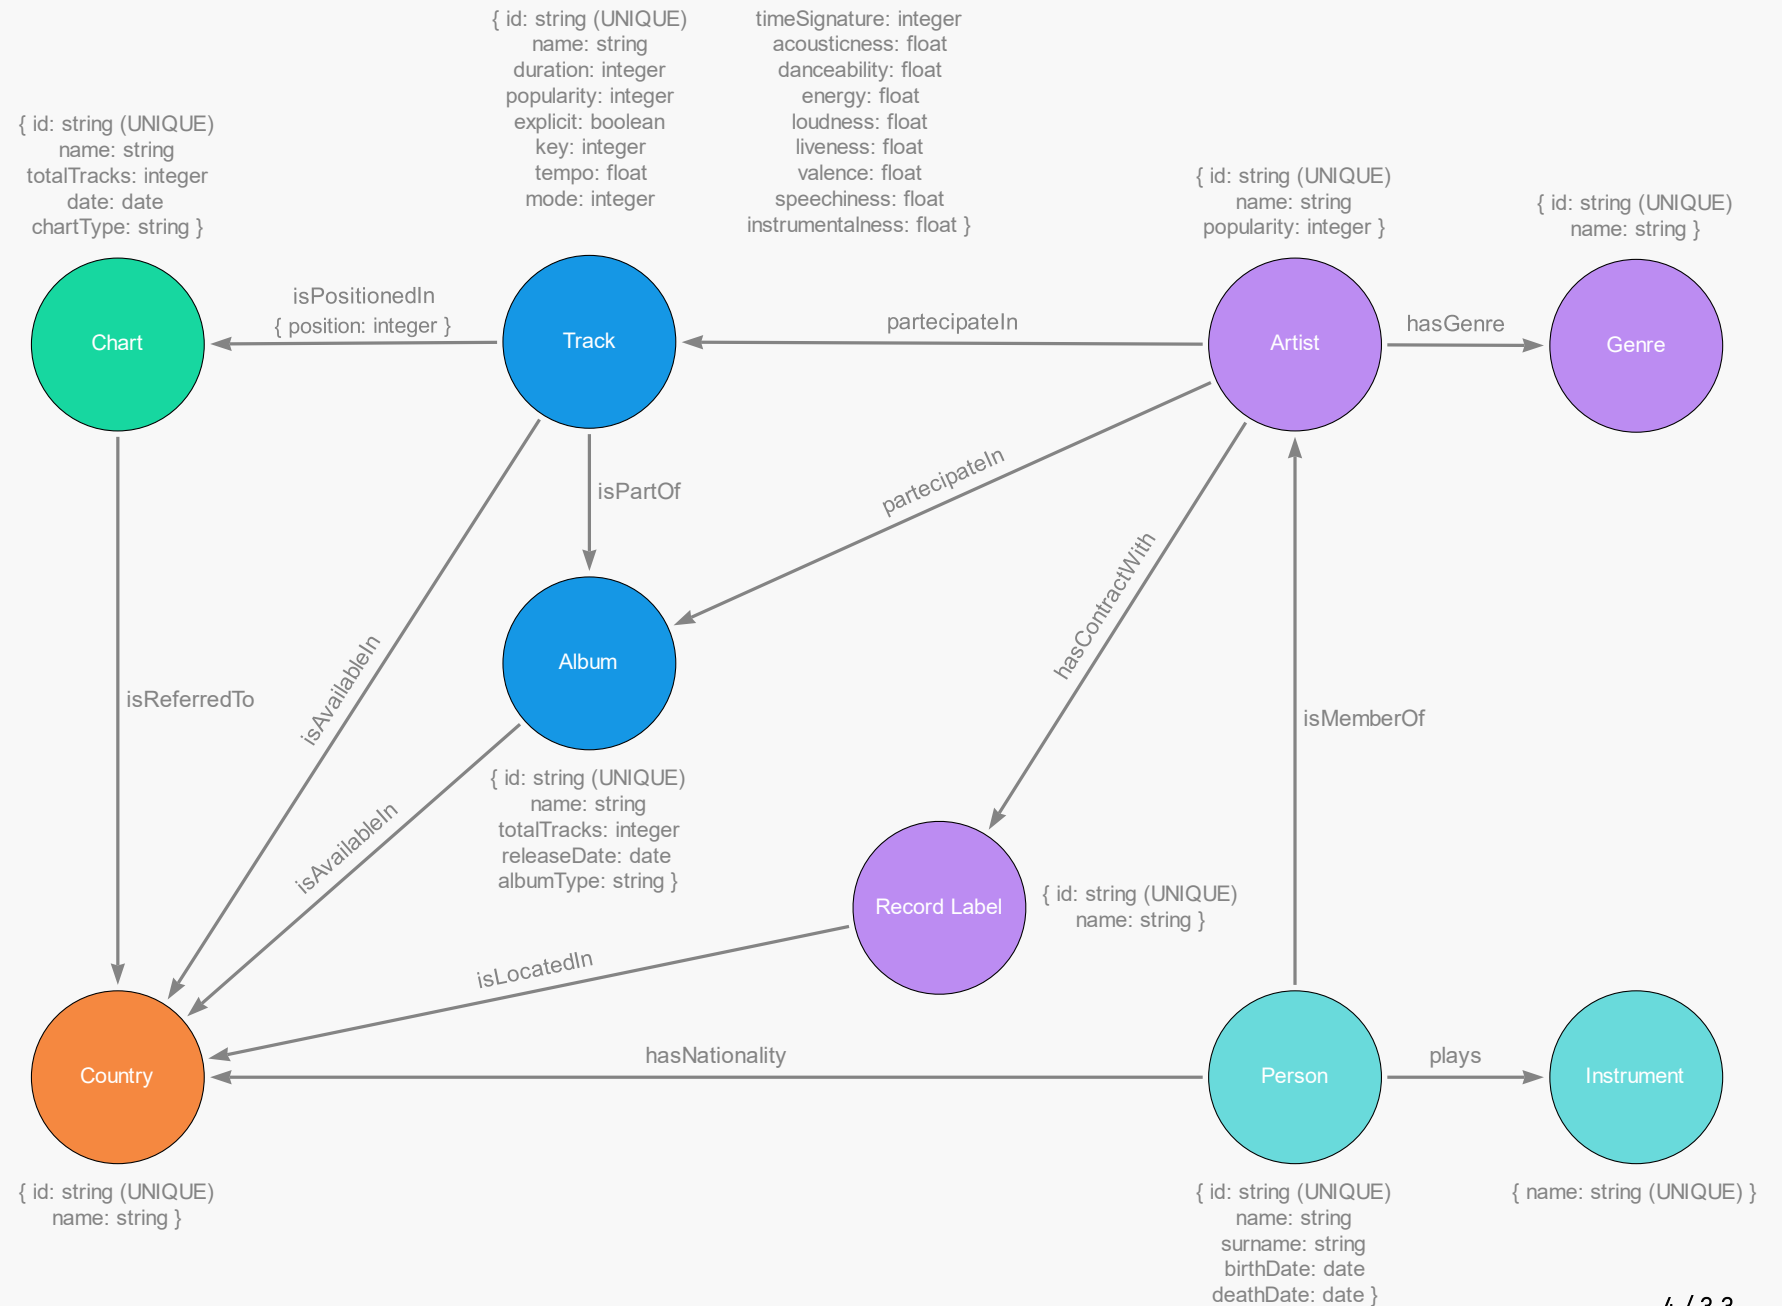 { id: string (UNIQUE)
name: string
duration: integer
popularity: integer
explicit: boolean
key: integer
tempo: float
mode: integer
timeSignature: integer
acousticness: float
danceability: float
energy: float
loudness: float
liveness: float
valence: float
speechiness: float
instrumentalness: float }
{ id: string (UNIQUE)
name: string
totalTracks: integer
date: date
chartType: string }
{ id: string (UNIQUE)
name: string
popularity: integer }
{ id: string (UNIQUE)
name: string }
Chart
isPositionedIn
{ position: integer }
Track
partecipateIn
Artist
hasGenre
Genre
isPartOf
partecipateIn
hasContractWith
isAvailableIn
Album
isReferredTo
isMemberOf
{ id: string (UNIQUE)
name: string
totalTracks: integer
releaseDate: date
albumType: string }
isAvailableIn
Record Label
{ id: string (UNIQUE)
name: string }
isLocatedIn
Country
hasNationality
Person
plays
Instrument
{ id: string (UNIQUE)
name: string }
{ id: string (UNIQUE)
name: string
surname: string
birthDate: date
deathDate: date }
{ name: string (UNIQUE) }
4 / 33